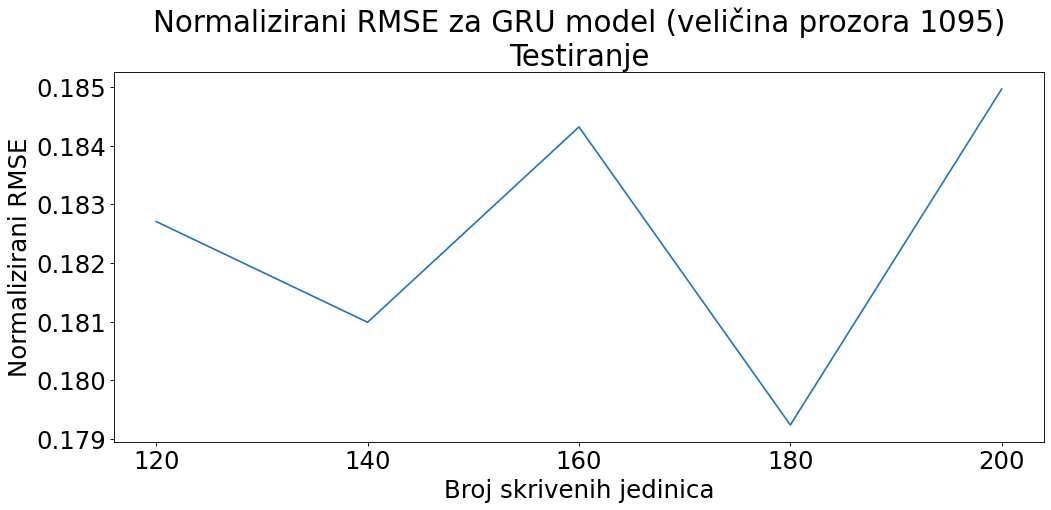 Normalizirani RMSE za GRU model (veličina prozora 1095)
Testiranje
Normalizirani RMSE
0.185
0.184
0.183
0.182
0.181
0.180
0.179
120 140 160 180 200
Broj skrivenih jedinica